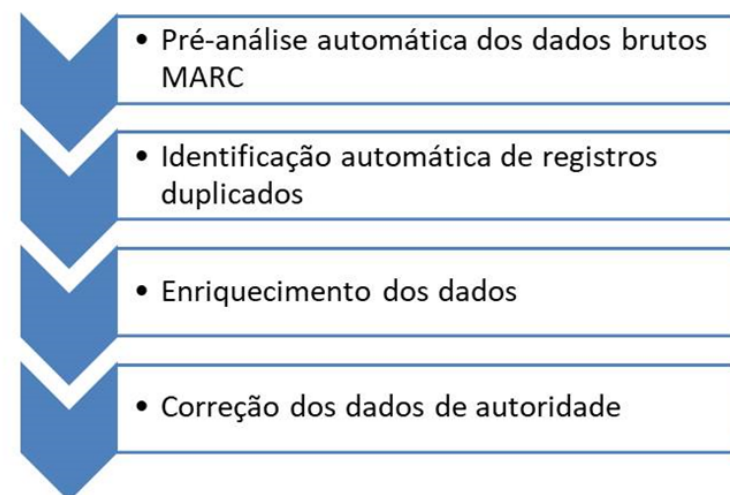 • Pré-análise automática dos dados brutos
MARC
• Identificação automática de registros
duplicados
• Enriquecimento dos dados
• Correção dos dados de autoridade